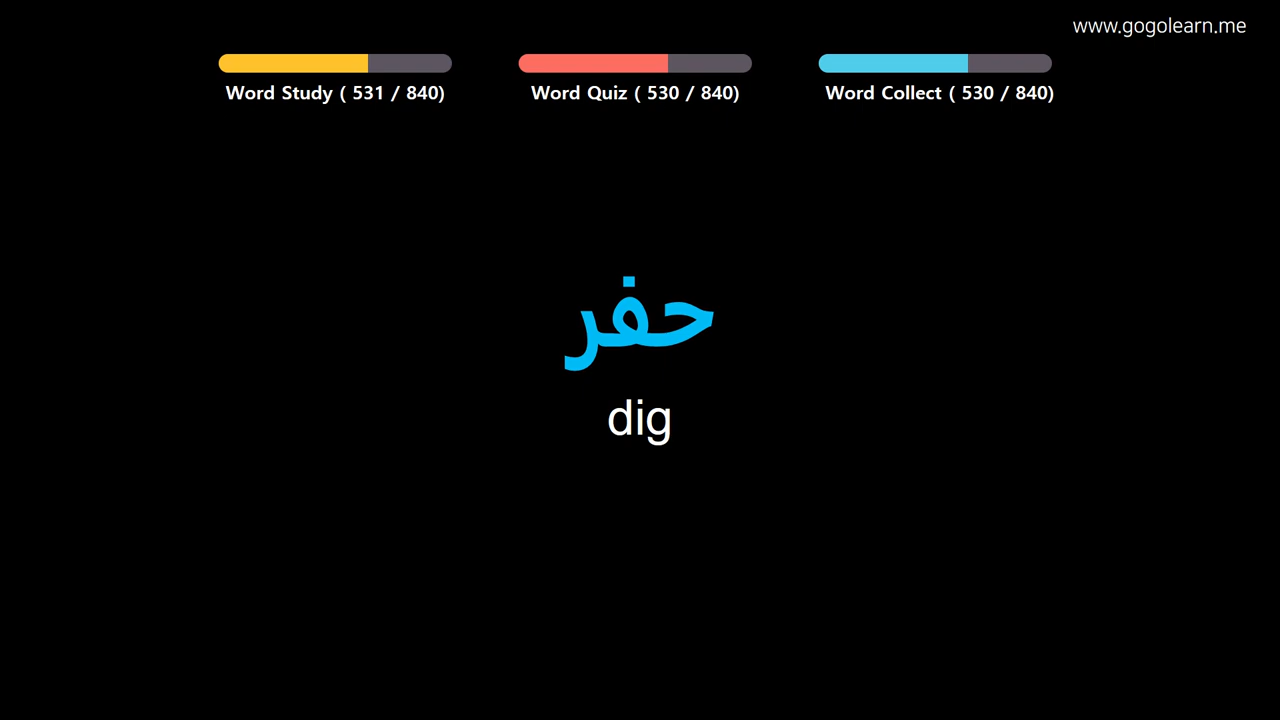 www.gogolearn.me
Word Study ( 531 / 840)
Word Quiz ( 530 / 840)
Word Collect ( 530 / 840)
حفر
dig